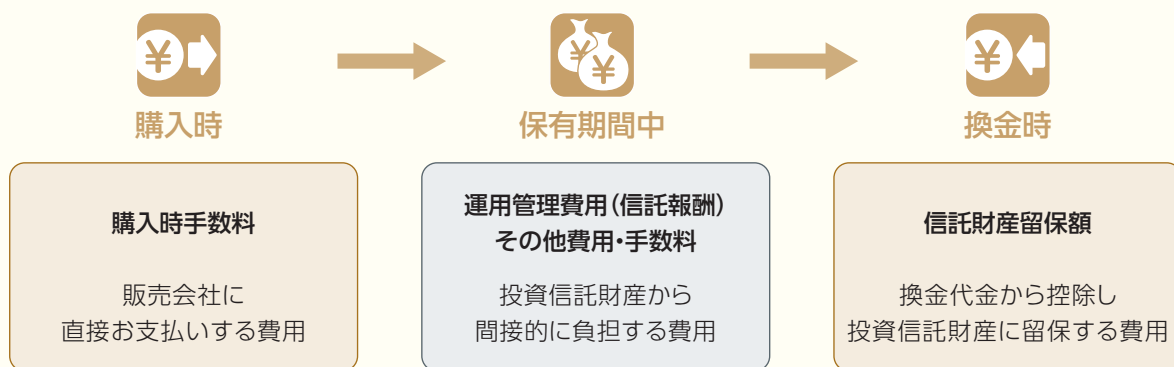 購入時
保有期間中
換金時
購入時手数料
販売会社に
直接お支払いする費用
運用管理費用(信託報酬)
その他費用・手数料
投資信託財産から
間接的に負担する費用
信託財産留保額
換金代金から控除し
投資信託財産に留保する費用